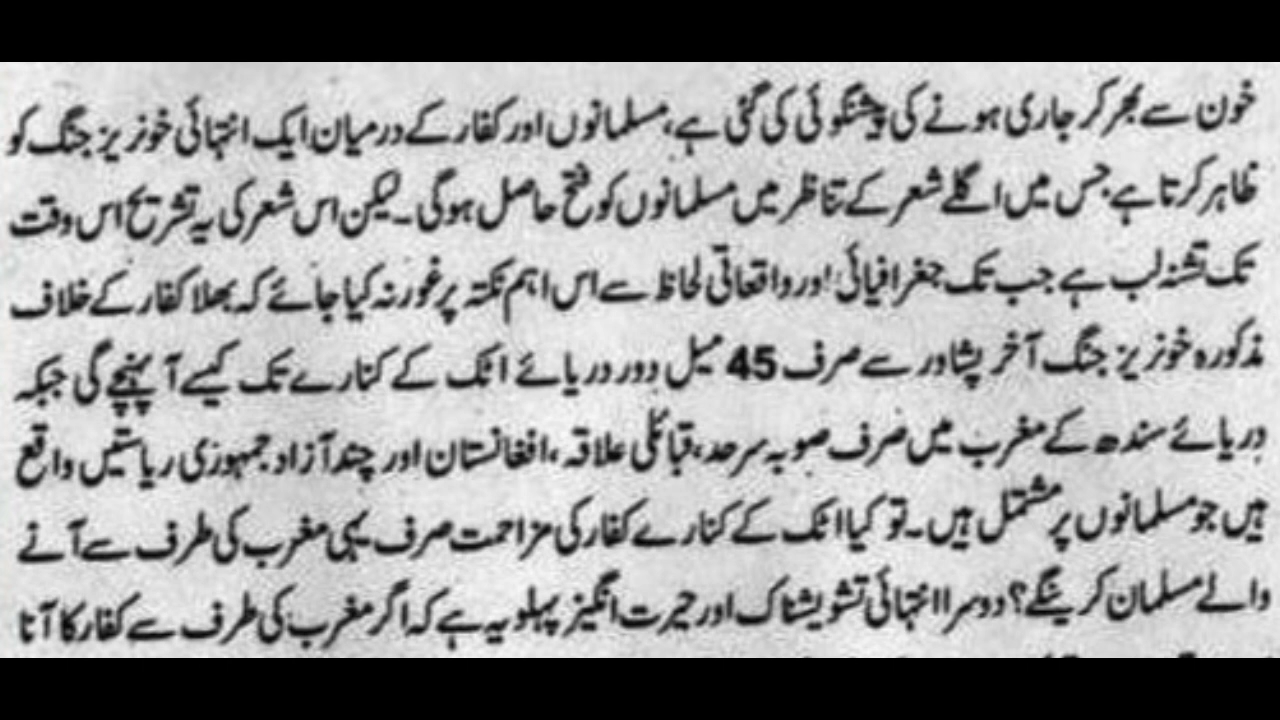 خون سے بھر کر جاری ہونے کی پیشنگوئی کی گئی ہے، مسلمانوں اور کفار کے درمیان ایک انتہائی خونریز جنگ کو
ظاہر کرتا ہے جس میں اگلے شعر کے تناظر میں مسلمانوں کو فتح حاصل ہوگی۔ لیکن اس شعر کی یہ تشریح اس وقت
تک تشنہ لب ہے جب تک جغرافیائی اور واقعاتی لحاظ سے اس اہم نکتہ پر غور نہ کیا جائے کہ بھلا کفار کے خلاف
مذکورہ خونریز جنگ آخر پشاور سے صرف 45 میل دور دریائے اٹک کے کنارے تک کیسے آ پہنچے گی جبکہ
دریائے سندھ کے مغرب میں صرف صوبہ سرحد، قبائلی علاقہ، افغانستان اور چند آزاد جمہوری ریاستیں واقع
ہیں جو مسلمانوں پر مشتمل ہیں۔ تو کیا اٹک کے کنارے کفار کی مزاحمت صرف یہی مغرب کی طرف سے آنے
والے مسلمان کرینگے؟ دوسرا انتہائی تشویشناک اور حیرت انگیز پہلو یہ ہے کہ اگر مغرب کی طرف سے کفار کا آنا